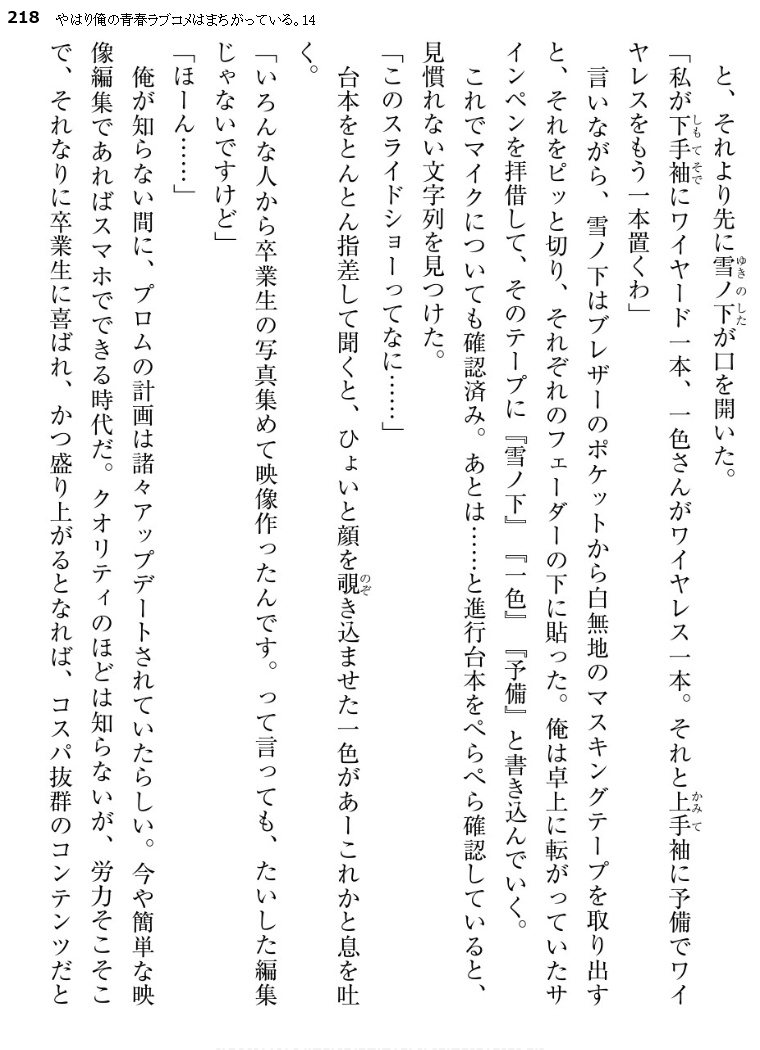 218 やはり俺の青春ラブコメはまちがっている。14
と、それより先に雪ノ下が口を開いた。
「私が下手袖にワイヤード一本、一色さんがワイヤレス一本。それと上手袖に予備でワイ
ヤレスをもう一本置くわ」
言いながら、雪ノ下はブレザーのポケットから白無地のマスキングテープを取り出す
と、それをピッと切り、それぞれのフェーダーの下に貼った。俺は卓上に転がっていたサ
インペンを拝借して、そのテープに『雪ノ下』『一色』『予備』と書き込んでいく。
これでマイクについても確認済み。あとは……と進行台本をぺらぺら確認していると、
見慣れない文字列を見つけた。
「このスライドショーってなに……」
台本をとんとん指差して聞くと、ひょいと顔を覗き込ませた一色があーこれかと息を吐
く。
「いろんな人から卒業生の写真集めて映像作ったんです。って言っても、たいした編集
じゃないですけど」
「ほーん……」
俺が知らない間に、プロムの計画は諸々アップデートされていたらしい。今や簡単な映
像編集であればスマホでできる時代だ。クオリティのほどは知らないが、労力そこそこ
で、それなりに卒業生に喜ばれ、かつ盛り上がるとなれば、コスパ抜群のコンテンツだと